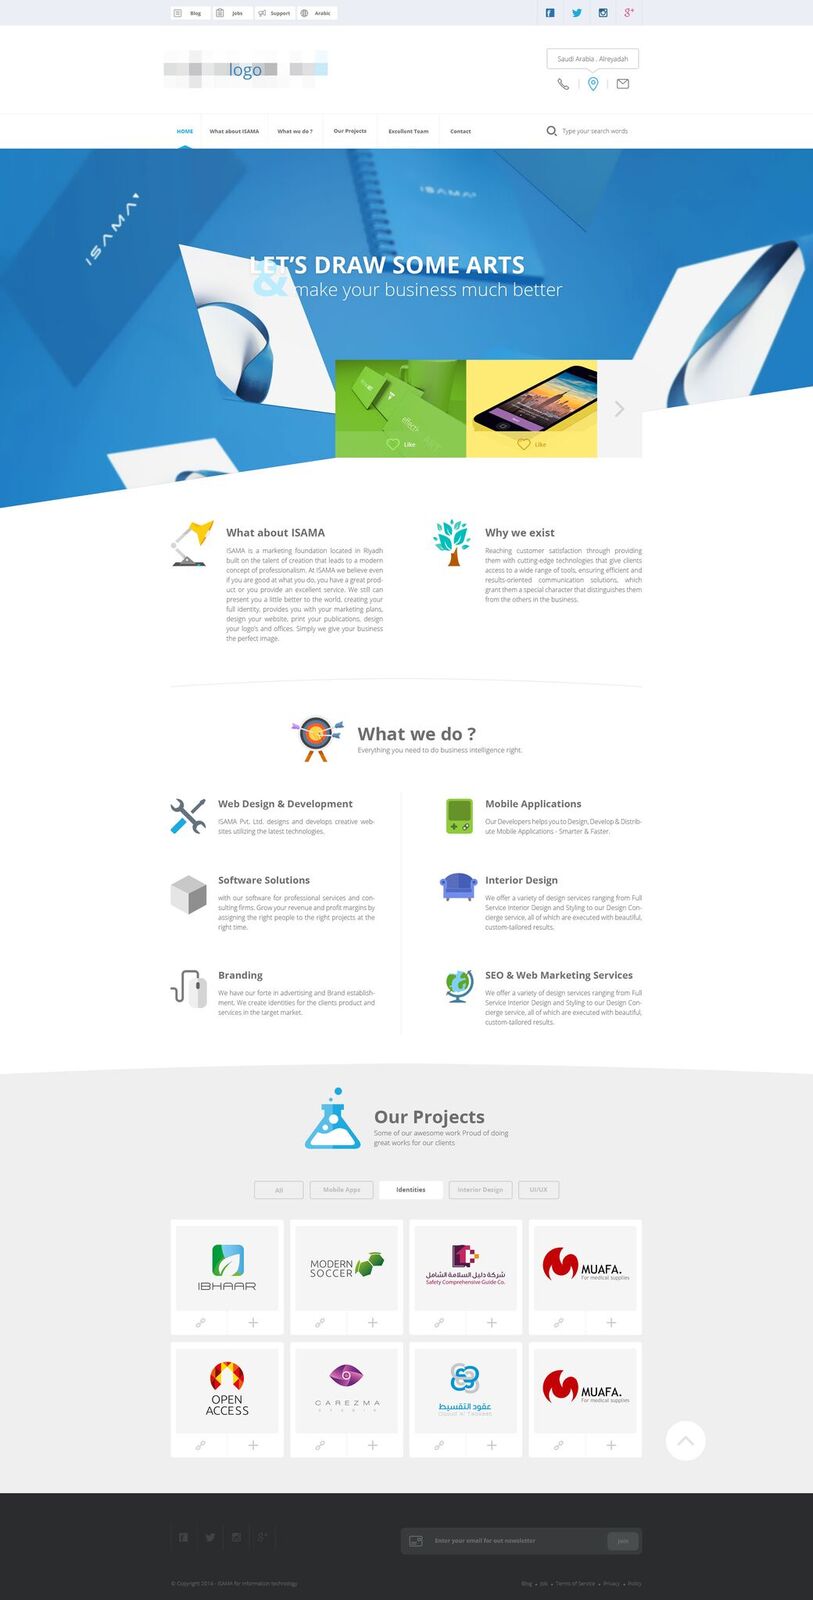 Blog Jobs Support Arabic
logo
Saudi Arabia . Alreyadah
HOME What about ISAMA What we do ? Our Projects Excellent Team Contact
Type your search words
ISAMA
ISAMA
LET'S DRAW SOME ARTS
& make your business much better
effect
ART
Like
Like
What about ISAMA
ISAMA is a marketing foundation located in Riyadh
built on the talent of creation that leads to a modern
concept of professionalism. At ISAMA we believe even
if you are good at what you do, you have a great prod-
uct or you provide an excellent service. We still can
present you a little better to the world, creating your
full identity, provides you with your marketing plans,
design your website, print your publications, design
your logo's and offices. Simply we give your business
the perfect image.
Why we exist
Reaching customer satisfaction through providing
them with cutting-edge technologies that give clients
access to a wide range of tools, ensuring efficient and
results-oriented communication solutions, which
grant them a special character that distinguishes them
from the others in the business.
What we do ?
Everything you need to do business intelligence right.
Web Design & Development
ISAMA Pvt. Ltd. designs and develops creative web-
sites utilizing the latest technologies.
Mobile Applications
Our Developers helps you to Design, Develop & Distrib-
ute Mobile Applications - Smarter & Faster.
Software Solutions
with our software for professional services and con-
sulting firms. Grow your revenue and profit margins by
assigning the right people to the right projects at the
right time.
Interior Design
We offer a variety of design services ranging from Full
Service Interior Design and Styling to our Design Con-
cierge service, all of which are executed with beautiful,
custom-tailored results.
Branding
We have our forte in advertising and Brand establish-
ment. We create identities for the clients product and
services in the target market.
SEO & Web Marketing Services
We offer a variety of design services ranging from Full
Service Interior Design and Styling to our Design Con-
cierge service, all of which are executed with beautiful,
custom-tailored results.
Our Projects
Some of our awesome work Proud of doing
great works for our clients
All Mobile Apps Identities Interior Design UI/UX
IBHAAR
MODERN
SOCCER
شركة دليل السلامة الشامل
Safety Comprehensive Guide Co.
MUAFA.
For medical supplies
OPEN
ACCESS
CAREZMA
عقود التقسيط
MUAFA.
For medical supplies
Enter your email for out newsletter Join
© Copyright 2014 - ISAMA for information technology
Blog Job Terms of Service Privacy Policy